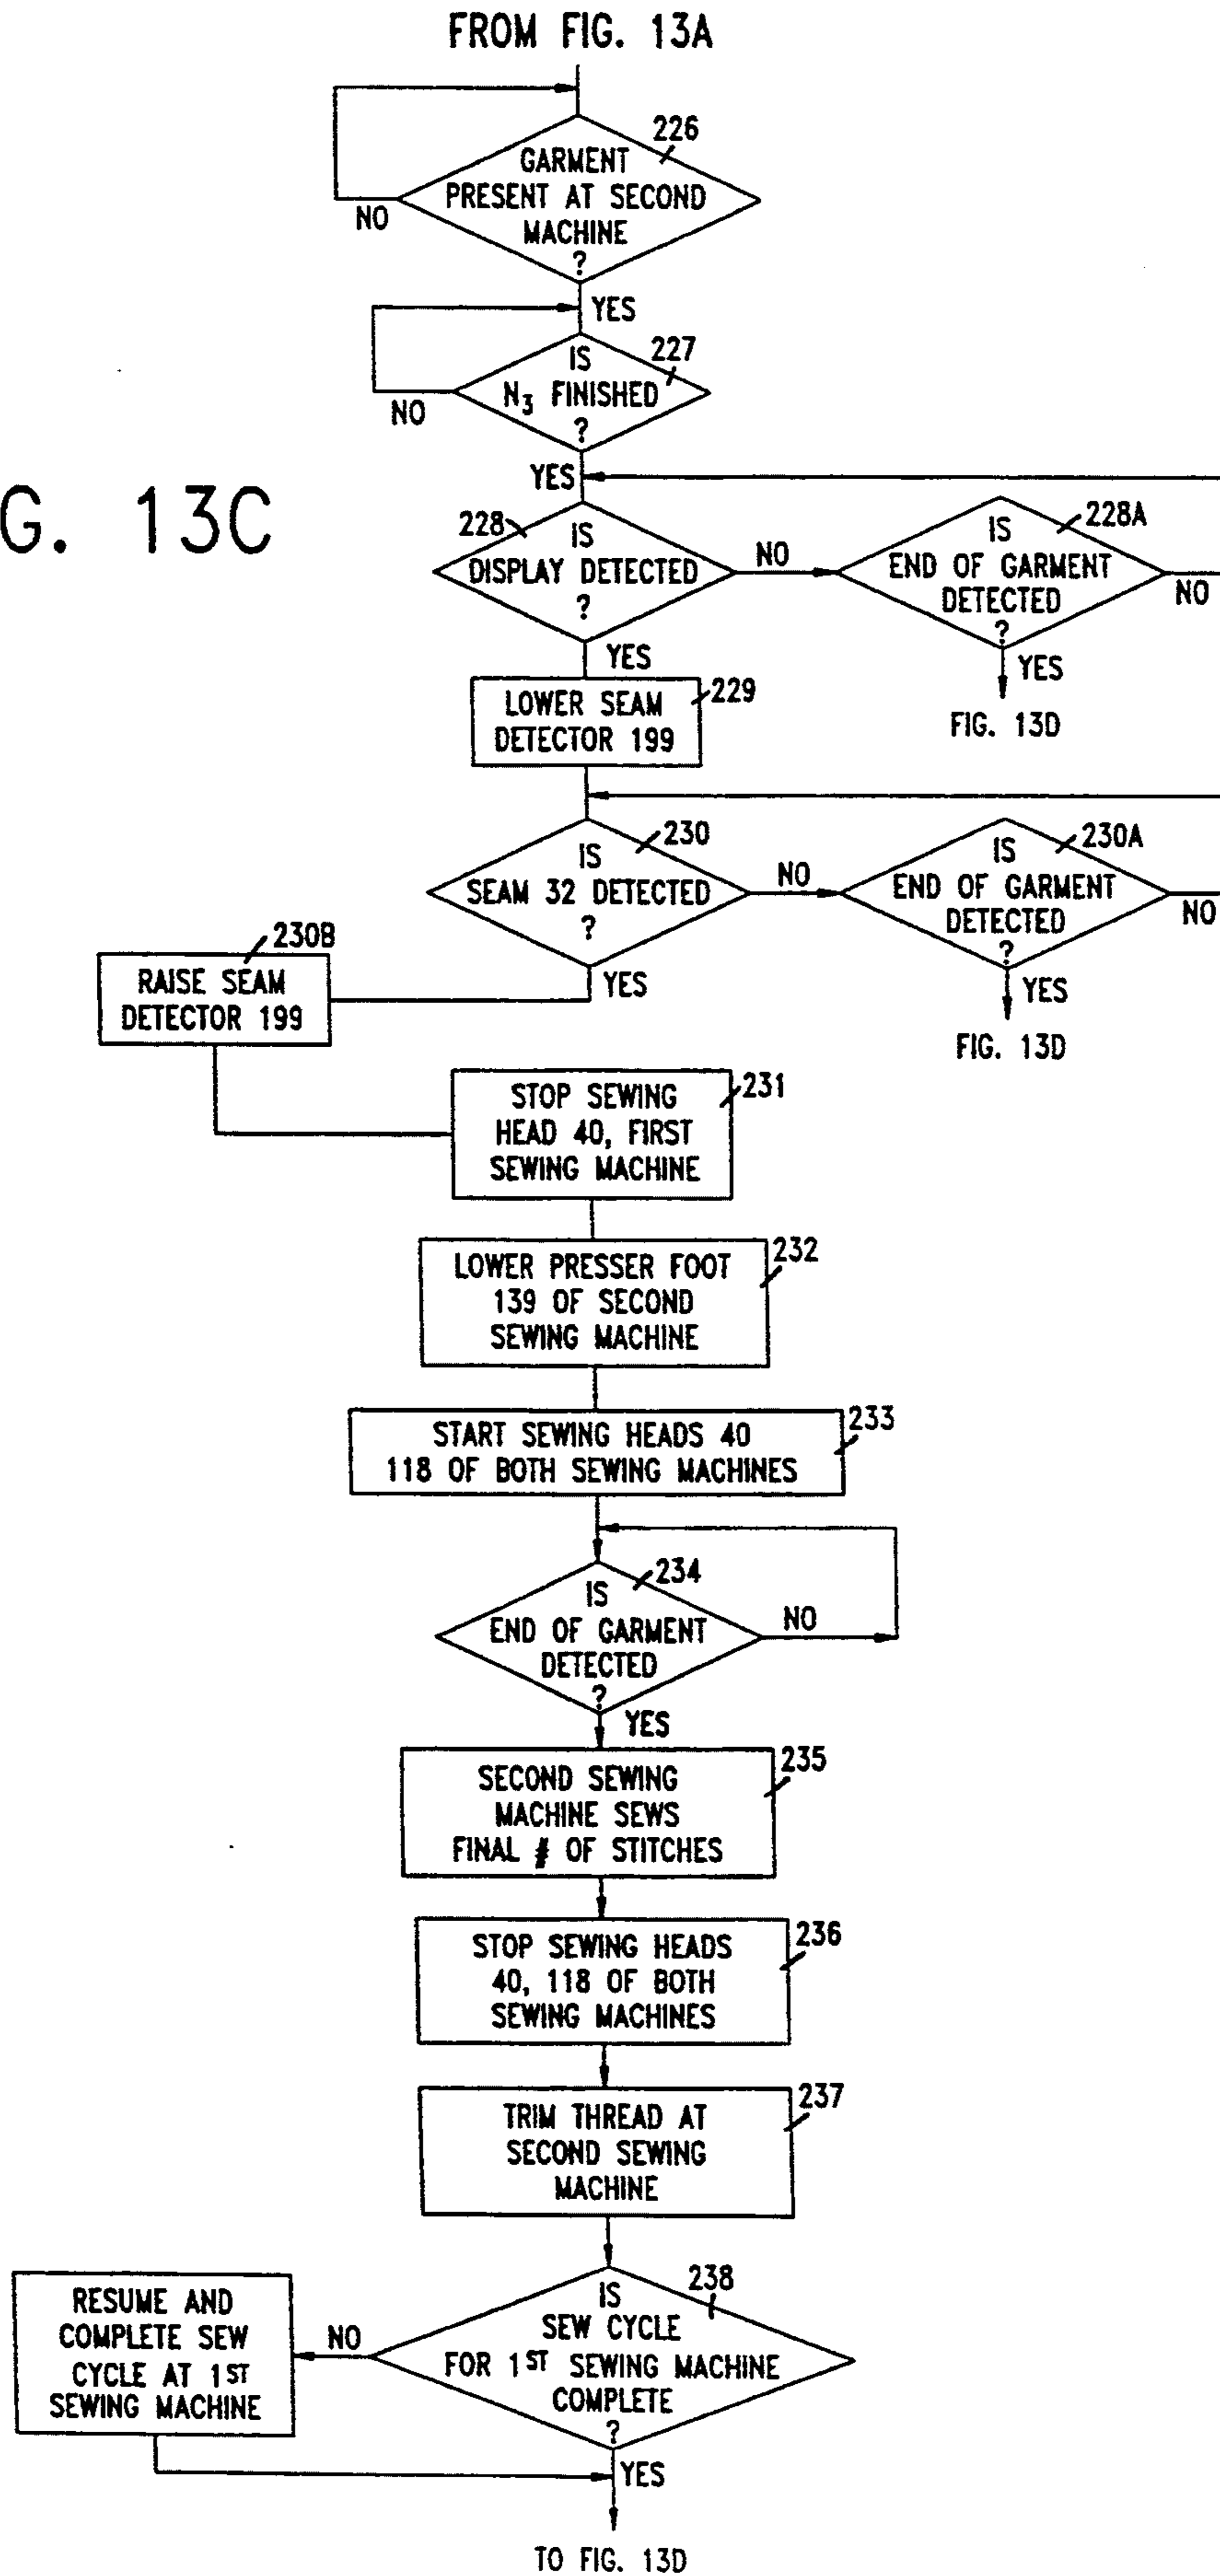 FROM FIG. 13A
226
GARMENT
PRESENT AT SECOND
MACHINE
?
NO
YES
227
IS
N3 FINISHED
?
NO
YES
G. 13C
228
IS
DISPLAY DETECTED
?
NO
228A
IS
END OF GARMENT
DETECTED
?
NO
YES
FIG. 13D
YES
229
LOWER SEAM
DETECTOR 199
230
IS
SEAM 32 DETECTED
?
NO
230A
IS
END OF GARMENT
DETECTED
?
NO
YES
FIG. 13D
YES
230B
RAISE SEAM
DETECTOR 199
231
STOP SEWING
HEAD 40, FIRST
SEWING MACHINE
232
LOWER PRESSER FOOT
139 OF SECOND
SEWING MACHINE
233
START SEWING HEADS 40
118 OF BOTH SEWING MACHINES
234
IS
END OF GARMENT
DETECTED
?
NO
YES
235
SECOND SEWING
MACHINE SEWS
FINAL # OF STITCHES
236
STOP SEWING HEADS
40, 118 OF BOTH
SEWING MACHINES
237
TRIM THREAD AT
SECOND SEWING
MACHINE
238
IS
SEW CYCLE
FOR 1ST SEWING MACHINE
COMPLETE
?
NO
RESUME AND
COMPLETE SEW
CYCLE AT 1ST
SEWING MACHINE
YES
TO FIG. 13D